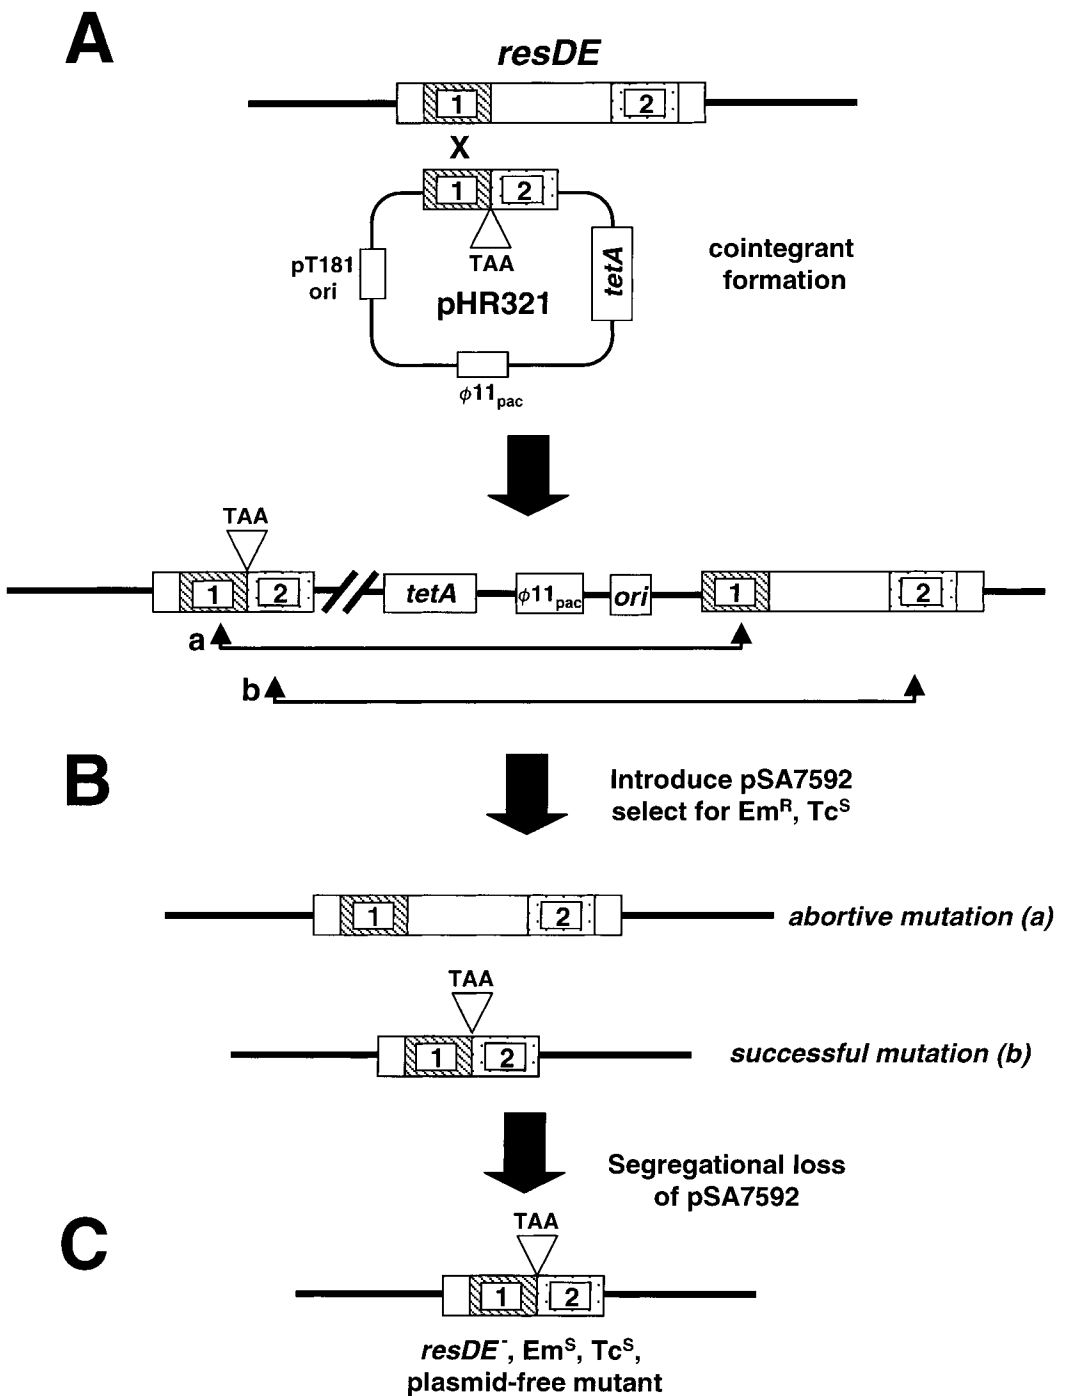 A
resDE
1
2
X
1
2
TAA
pT181
ori
pHR321
tetA
ϕ11pac
cointegrant
formation
TAA
1
2
tetA
ϕ11pac
ori
1
2
a
b
B
Introduce pSA7592
select for EmR, TcS
1
2
abortive mutation (a)
TAA
1
2
successful mutation (b)
Segregational loss
of pSA7592
C
TAA
1
2
resDE-, EmS, TcS,
plasmid-free mutant